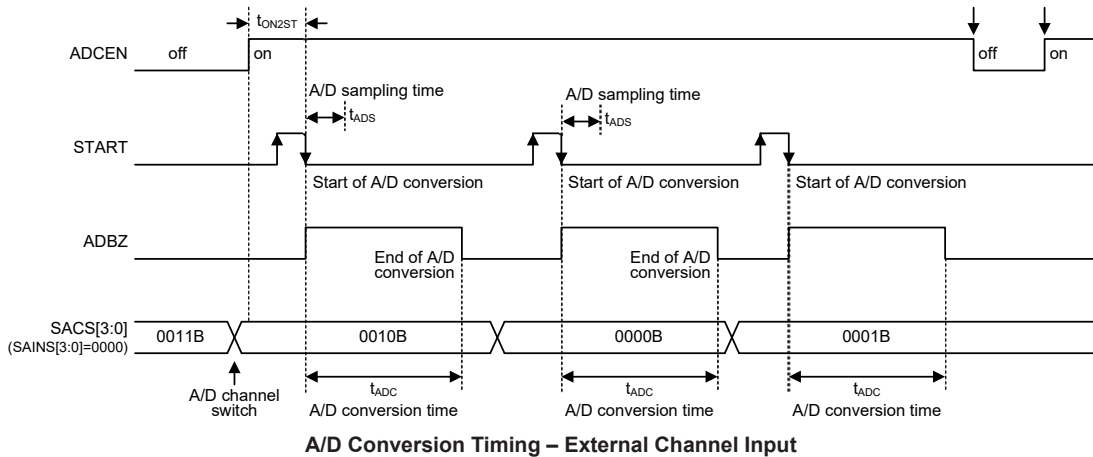 tON2ST
ADCEN
off
on
off
on
A/D sampling time
tADS
A/D sampling time
tADS
START
Start of A/D conversion
Start of A/D conversion
Start of A/D conversion
ADBZ
End of A/D
conversion
End of A/D
conversion
SACS[3:0]
(SAINS[3:0]=0000)
0011B
0010B
0000B
0001B
A/D channel
switch
tADC
A/D conversion time
tADC
A/D conversion time
tADC
A/D conversion time
A/D Conversion Timing – External Channel Input